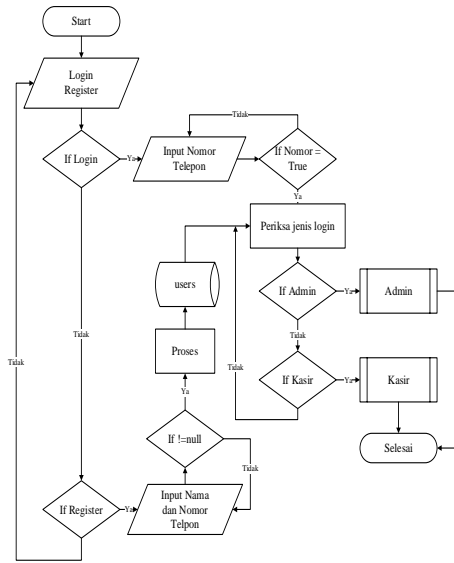 Start
Login
Register
If Login
Ya
Input Nomor
Telepon
Tidak
If Nomor =
True
Ya
Periksa jenis login
users
If Admin
Ya
Admin
Tidak
Proses
Tidak
If Kasir
Ya
Kasir
Tidak
Tidak
Ya
If !=null
Tidak
Selesai
If Register
Ya
Input Nama
dan Nomor
Telpon